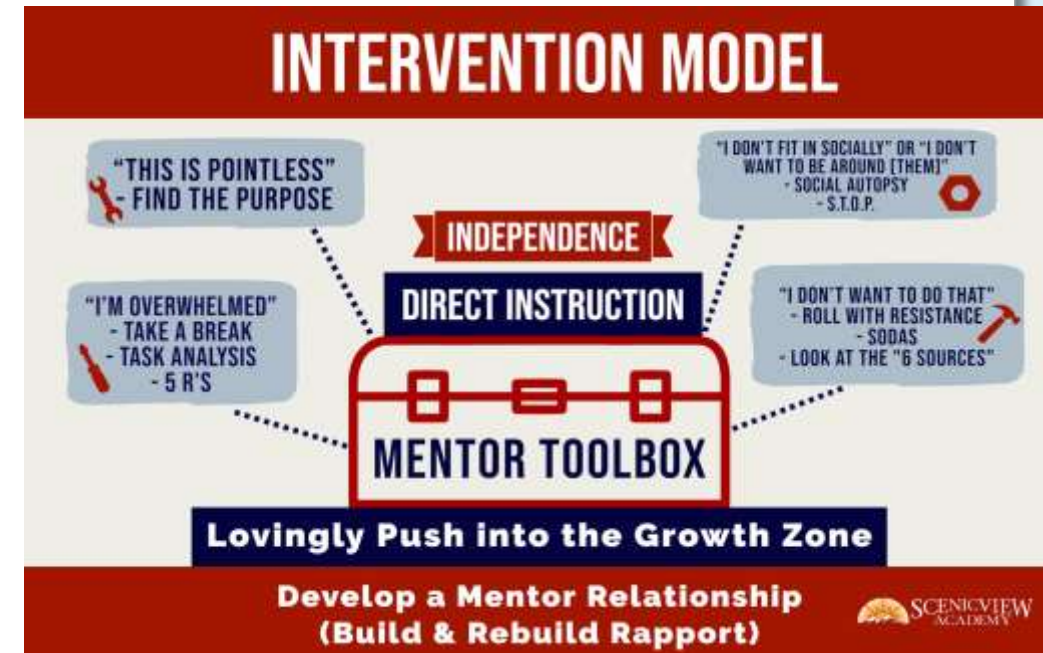 INTERVENTION MODEL
"THIS IS POINTLESS"
- FIND THE PURPOSE
"I DON'T FIT IN SOCIALLY" OR "I DON'T
WANT TO BE AROUND [THEM]"
- SOCIAL AUTOPSY
- S.T.O.P.
INDEPENDENCE
DIRECT INSTRUCTION
"I'M OVERWHELMED"
- TAKE A BREAK
- TASK ANALYSIS
- 5 R'S
"I DON'T WANT TO DO THAT"
- ROLL WITH RESISTANCE
- SODAS
- LOOK AT THE "6 SOURCES"
MENTOR TOOLBOX
Lovingly Push into the Growth Zone
Develop a Mentor Relationship
(Build & Rebuild Rapport)
SCENICVIEW
ACADEMY